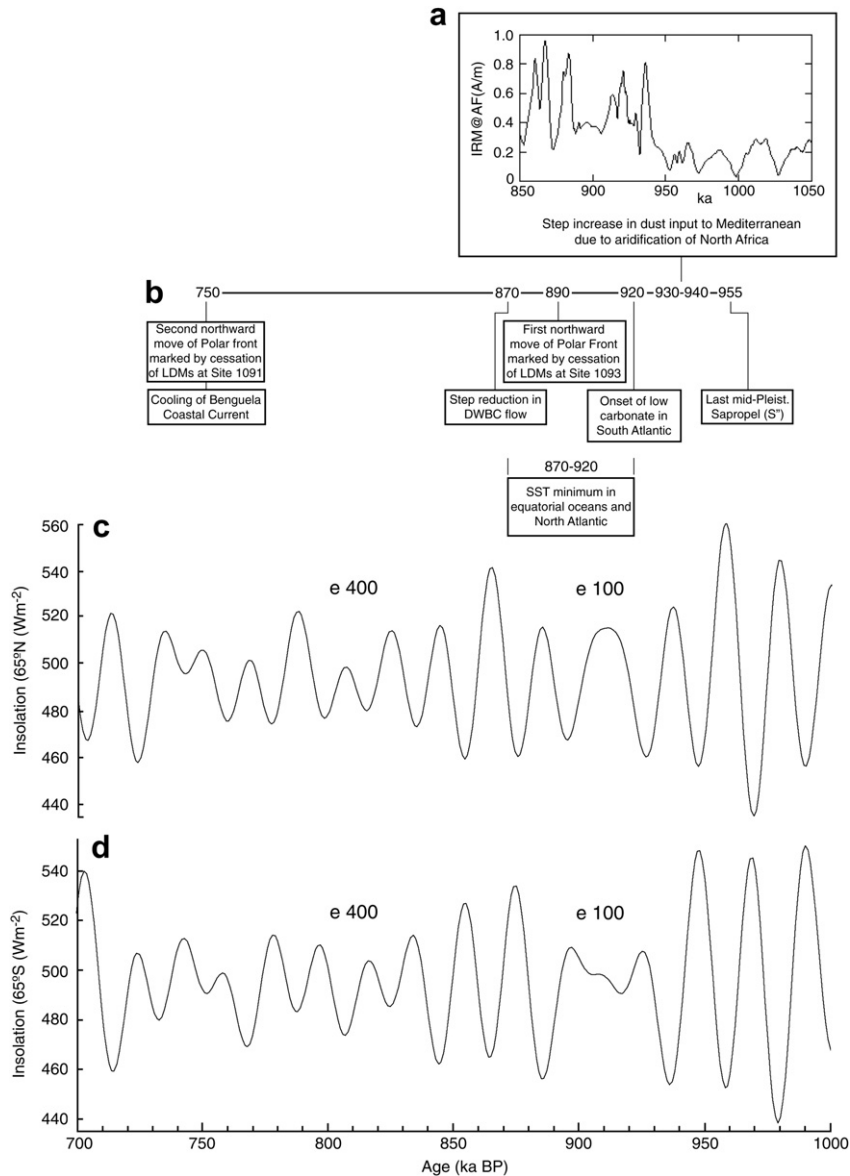 a
1.0
0.8
0.6
0.4
0.2
0
IRM@AF(A/m)
850 900 950 1000 1050
ka
Step increase in dust input to Mediterranean
due to aridification of North Africa
b
750 870 890 920 930-940 955
Second northward
move of Polar front
marked by cessation
of LDMs at Site 1091
Cooling of Benguela
Coastal Current
Step reduction in
DWBC flow
First northward
move of Polar Front
marked by cessation
of LDMs at Site 1093
Onset of low
carbonate in
South Atlantic
Last mid-Pleist.
Sapropel (S")
870-920
SST minimum in
equatorial oceans and
North Atlantic
c
560
540
520
500
480
460
440
Insolation (65ºN (Wm-2)
e 400 e 100
d
540
520
500
480
460
440
Insolation (65ºS (Wm-2)
e 400 e 100
700 750 800 850 900 950 1000
Age (ka BP)